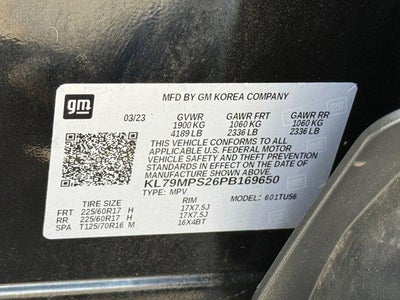 gm
MFD BY GM KOREA COMPANY
03/23 GVWR GAWR FRT GAWR RR
1900 KG 1060 KG 1060 KG
4189 LB 2336 LB 2336 LB
THIS VEHICLE CONFORMS TO ALL
APPLICABLE U.S. FEDERAL MOTOR
VEHICLE SAFETY, BUMPER, AND THEFT PREVENTION
STANDARDS IN EFFECT ON THE DATE OF
MANUFACTURE SHOWN ABOVE.
KL79MPS26PB169650
TYPE: MPV MODEL: 601TU56
TIRE SIZE RIM
FRT 225/60R17 H 17X7.5J
RR 225/60R17 H 17X7.5J
SPA T125/70R16 M 16X4BT